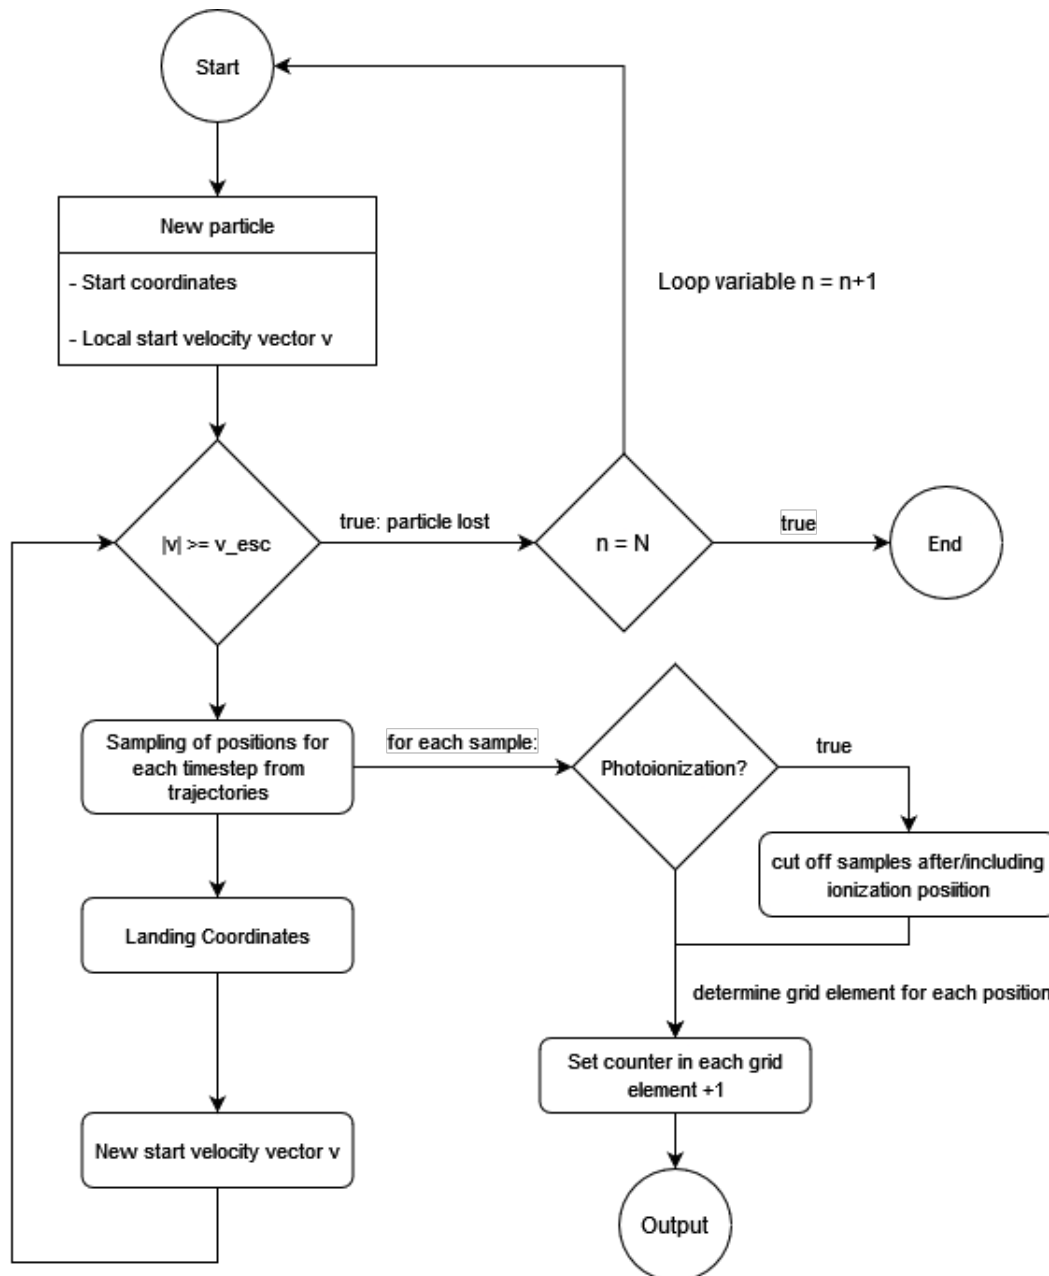 Start
New particle
- Start coordinates
- Local start velocity vector v
Loop variable n = n+1
|v| >= v_esc
true: particle lost
n = N
true
End
Sampling of positions for
each timestep from
trajectories
for each sample:
Photoionization?
true
cut off samples after/including
ionization posiition
Landing Coordinates
determine grid element for each position
Set counter in each grid
element +1
New start velocity vector v
Output